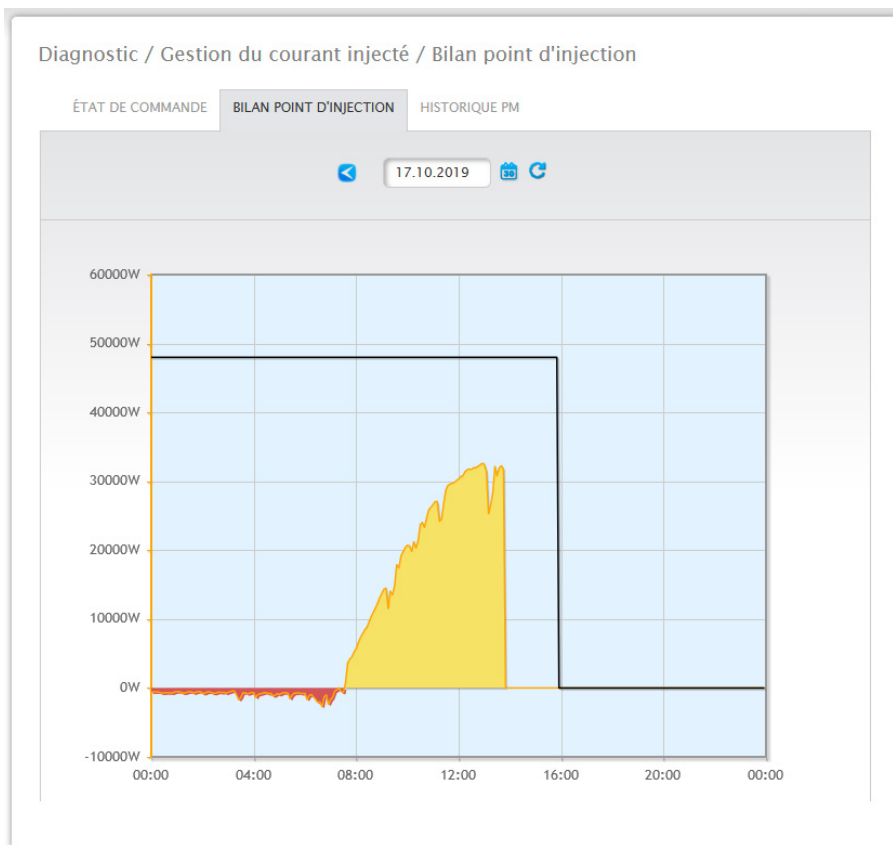 Diagnostic / Gestion du courant injecté / Bilan point d'injection
ÉTAT DE COMMANDE BILAN POINT D'INJECTION HISTORIQUE PM
17.10.2019 30
60000W
50000W
40000W
30000W
20000W
10000W
0W
-10000W
00:00 04:00 08:00 12:00 16:00 20:00 00:00